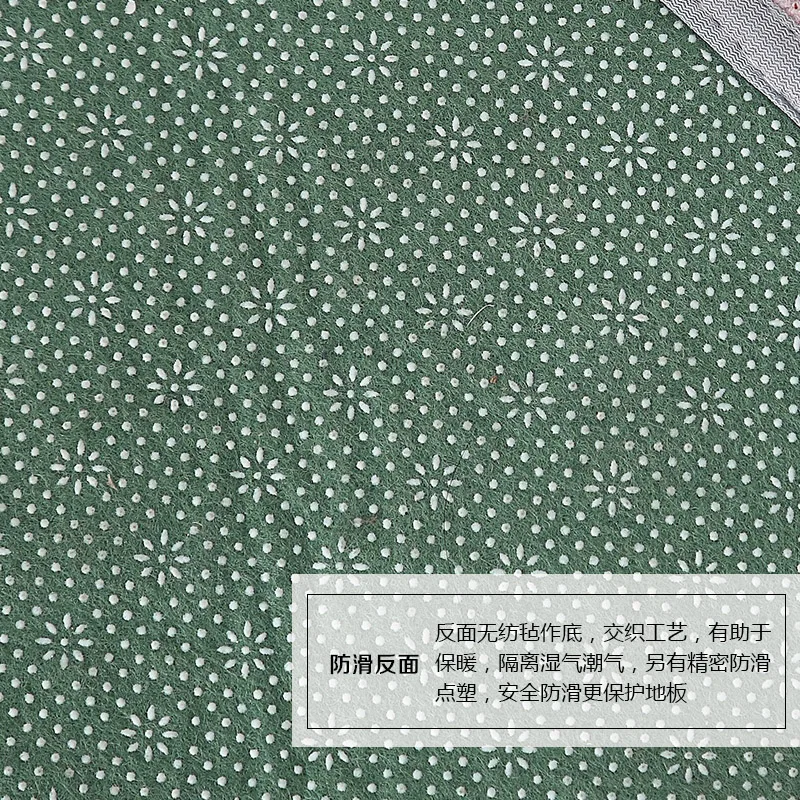 防滑反面
反面无纺毡作底，交织工艺，有助于
保暖，隔离湿气潮气，另有精密防滑
点塑，安全防滑更保护地板